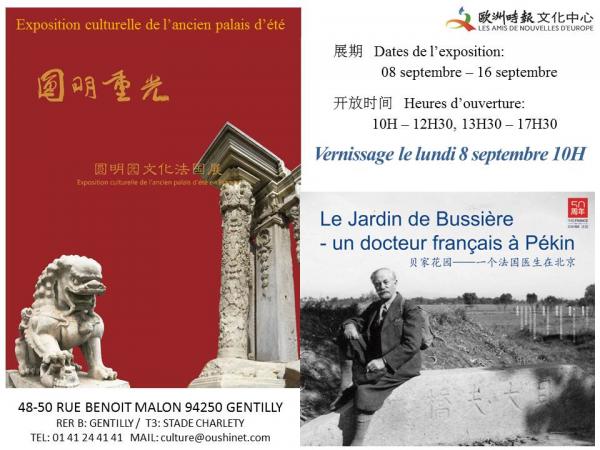 Exposition culturelle de l'ancien palais d'été
圆明重光
圆明园文化法国展
Exposition culturelle de l'ancien palais d'été en
48-50 RUE BENOIT MALON 94250 GENTILLY
RER B: GENTILLY / T3: STADE CHARLETY
TEL: 01 41 24 41 41 MAIL: culture@oushinet.com
欧洲时报文化中心
LES AMIS DE NOUVELLES D'EUROPE
展期 Dates de l'exposition:
08 septembre – 16 septembre
开放时间 Heures d'ouverture:
10H – 12H30, 13H30 – 17H30
Vernissage le lundi 8 septembre 10H
50
周年
Le Jardin de Bussière
- un docteur français à Pékin
贝家花园——一个法国医生在北京